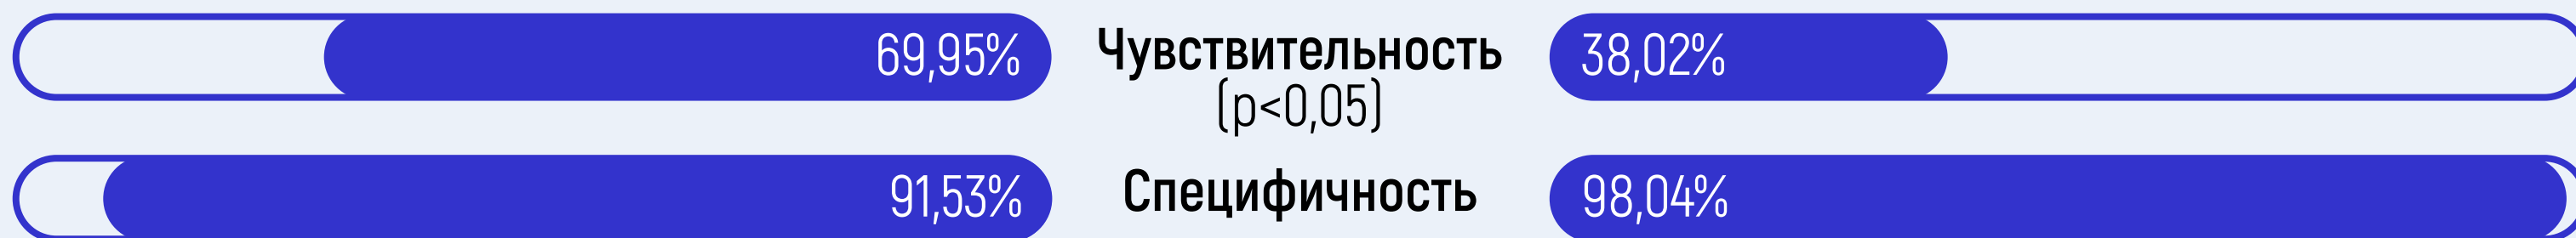 69,95% Чувствительность 38,02%
(p<0,05)
91,53% Специфичность 98,04%